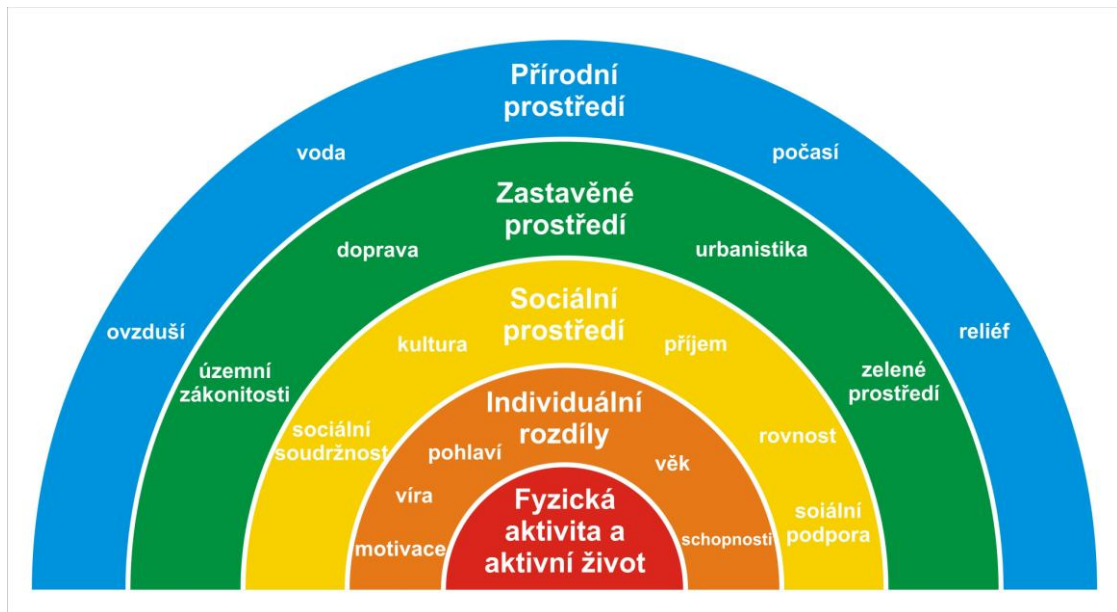 Přírodní
prostředí
voda
počasí
ovzduší
reliéf
Zastavěné
prostředí
doprava
urbanistika
územní
zákonitosti
zelené
prostředí
Sociální
prostředí
kultura
příjem
sociální
soudržnost
rovnost
soiální
podpora
Individuální
rozdíly
pohlaví
věk
víra
motivace
schopnosti
Fyzická
aktivita a
aktivní život